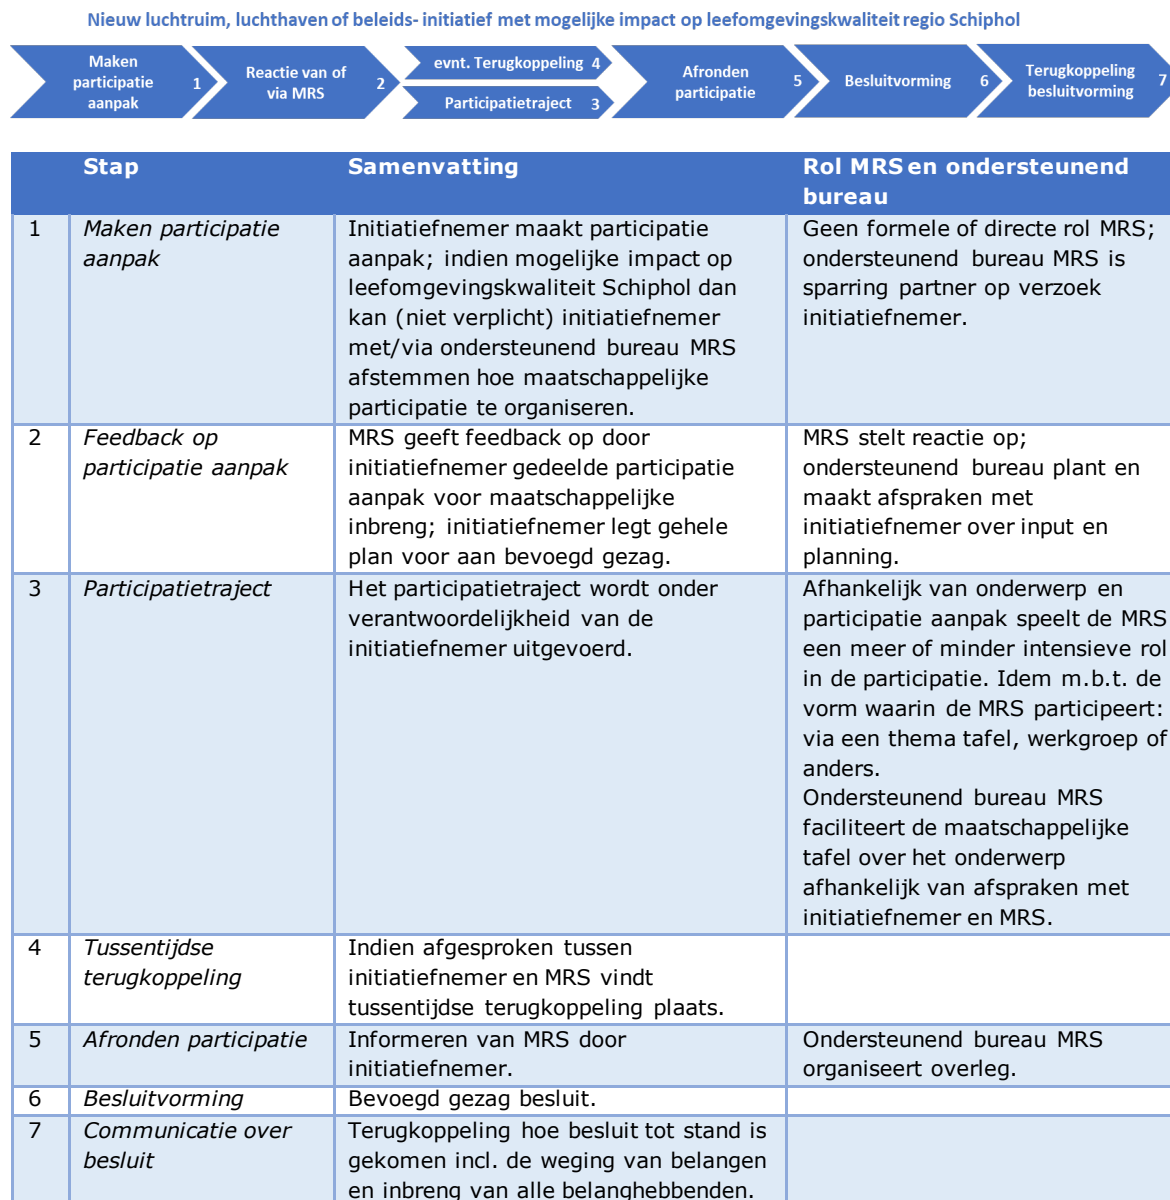 Nieuw luchtruim, luchthaven of beleids- initiatief met mogelijke impact op leefomgevingskwaliteit regio Schiphol
Maken
participatie
aanpak
1
Reactie van of
via MRS
2
evnt. Terugkoppeling 4
Participatietraject 3
Afronden
participatie
5
Besluitvorming
6
Terugkoppeling
besluitvorming
7
Stap
Samenvatting
Rol MRS en ondersteunend
bureau
1
Maken participatie
aanpak
Initiatiefnemer maakt participatie
aanpak; indien mogelijke impact op
leefomgevingskwaliteit Schiphol dan
kan (niet verplicht) initiatiefnemer
met/via ondersteunend bureau MRS
afstemmen hoe maatschappelijke
participatie te organiseren.
Geen formele of directe rol MRS;
ondersteunend bureau MRS is
sparring partner op verzoek
initiatiefnemer.
2
Feedback op
participatie aanpak
MRS geeft feedback op door
initiatiefnemer gedeelde participatie
aanpak voor maatschappelijke
inbreng; initiatiefnemer legt gehele
plan voor aan bevoegd gezag.
MRS stelt reactie op;
ondersteunend bureau plant en
maakt afspraken met
initiatiefnemer over input en
planning.
3
Participatietraject
Het participatietraject wordt onder
verantwoordelijkheid van de
initiatiefnemer uitgevoerd.
Afhankelijk van onderwerp en
participatie aanpak speelt de MRS
een meer of minder intensieve rol
in de participatie. Idem m.b.t. de
vorm waarin de MRS participeert:
via een thema tafel, werkgroep of
anders.
Ondersteunend bureau MRS
faciliteert de maatschappelijke
tafel over het onderwerp
afhankelijk van afspraken met
initiatiefnemer en MRS.
4
Tussentijdse
terugkoppeling
Indien afgesproken tussen
initiatiefnemer en MRS vindt
tussentijdse terugkoppeling plaats.
5
Afronden participatie
Informeren van MRS door
initiatiefnemer.
Ondersteunend bureau MRS
organiseert overleg.
6
Besluitvorming
Bevoegd gezag besluit.
7
Communicatie over
besluit
Terugkoppeling hoe besluit tot stand is
gekomen incl. de weging van belangen
en inbreng van alle belanghebbenden.